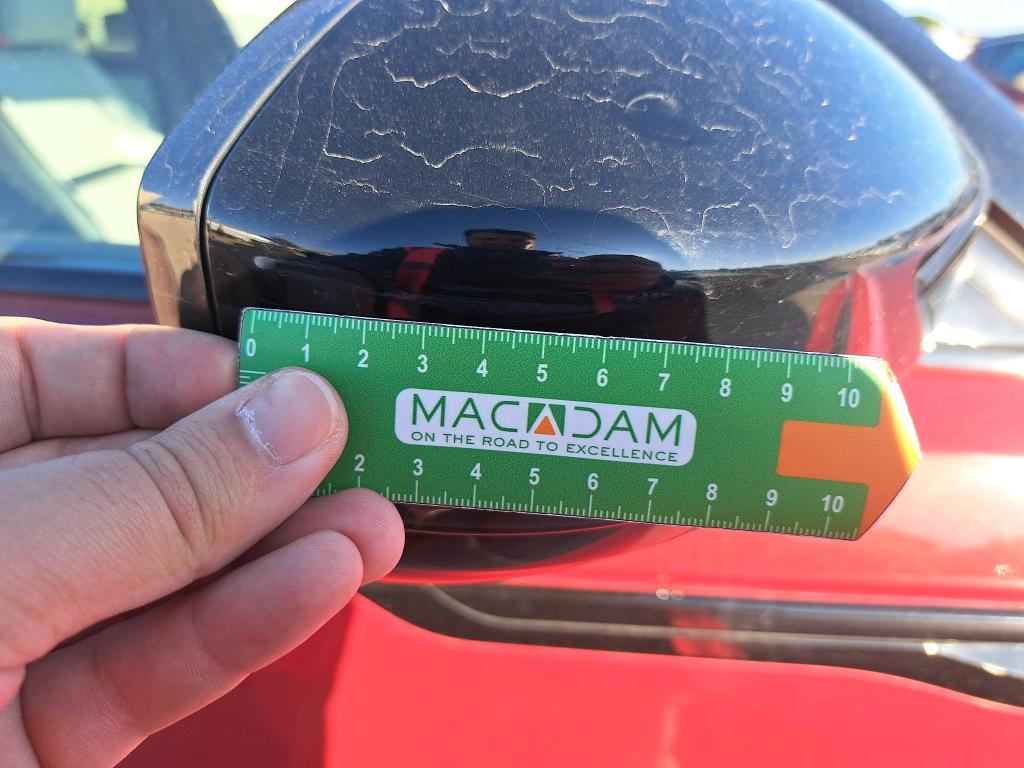 0 1 2 3 4 5 6 7 8 9 10
MACADAM
ON THE ROAD TO EXCELLENCE
2 3 4 5 6 7 8 9 10